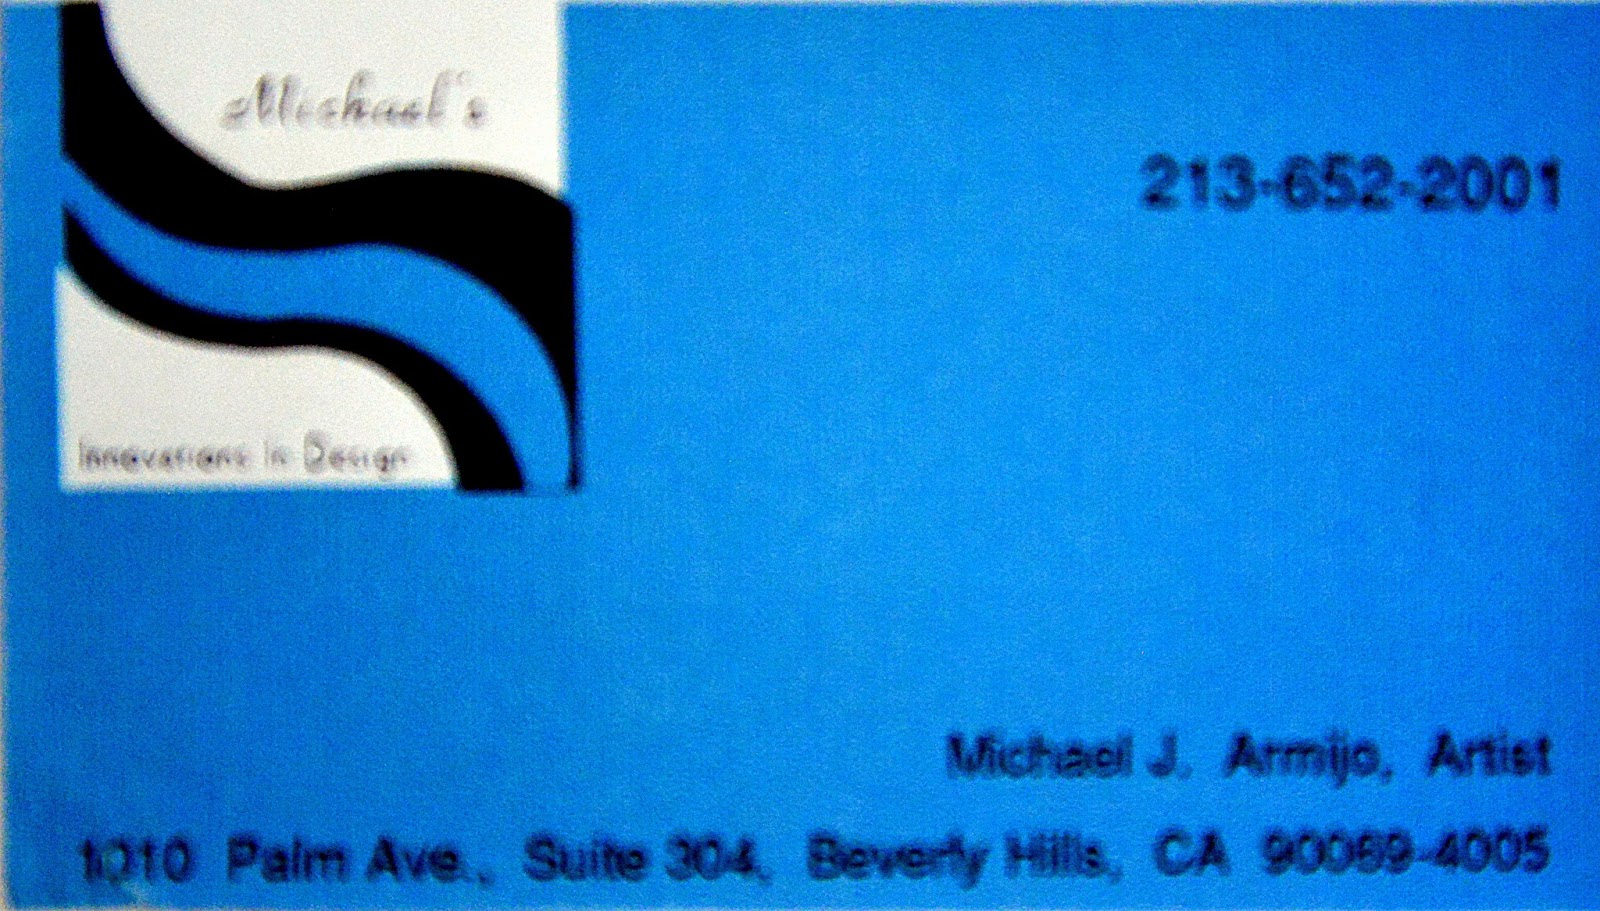 Michael's
213-652-2001
Innovations in Design
Michael J. Armijo, Artist
1010 Palm Ave., Suite 304, Beverly Hills, CA 90069-4005